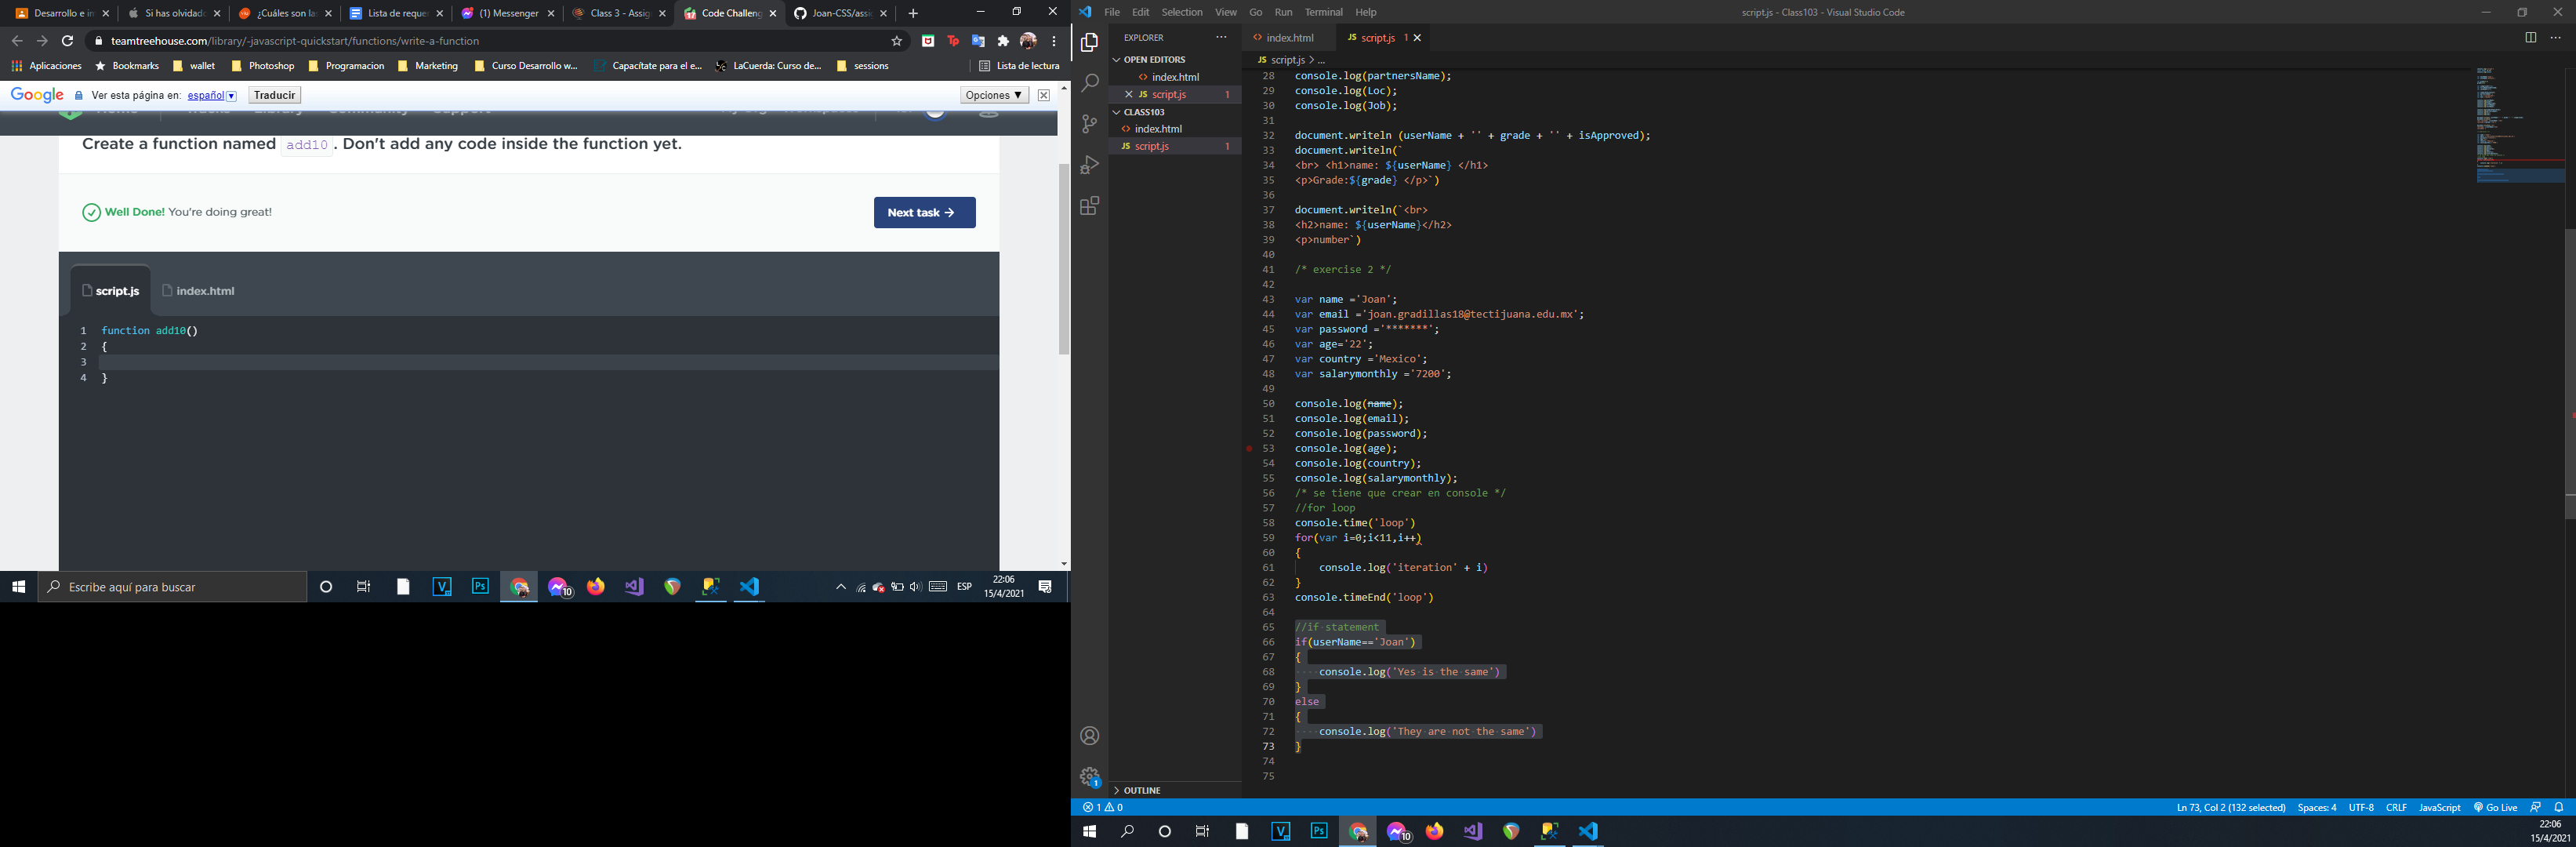 Desarrollo e in
Si has olvidado
¿Cuáles son la
Lista de reque
(1) Messenger
Class 3 - Assig
Code Challeng
Joan-CSS/assi
teamtreehouse.com/library/-javascript-quickstart/functions/write-a-function
Aplicaciones
Bookmarks
wallet
Photoshop
Programacion
Marketing
Curso Desarrollo w...
Capacítate para el e...
LaCuerda: Curso de...
sessions
Lista de lectura
Google Ver esta página en: español Traducir Opciones ▼
Create a function named add10. Don't add any code inside the function yet.
Well Done! You're doing great!
Next task →
script.js index.html
1 function add10()
2 {
3
4 }
Escribe aquí para buscar
10
ESP
22:06
15/4/2021
File Edit Selection View Go Run Terminal Help
script.js - Class103 - Visual Studio Code
EXPLORER
OPEN EDITORS
<> index.html
JS script.js 1
CLASS103
<> index.html
JS script.js 1
OUTLINE
<> index.html
JS script.js 1
JS script.js > ...
28 console.log(partnersName);
29 console.log(Loc);
30 console.log(Job);
31
32 document.writeln (userName + '' + grade + '' + isApproved);
33 document.writeln(`
34 <br> <h1>name: ${userName} </h1>
35 <p>Grade:${grade} </p>`)
36
37 document.writeln(`<br>
38 <h2>name: ${userName}</h2>
39 <p>number`)
40
41 /* exercise 2 */
42
43 var name ='Joan';
44 var email ='joan.gradillas18@tectijuana.edu.mx';
45 var password ='*******';
46 var age='22';
47 var country ='Mexico';
48 var salarymonthly ='7200';
49
50 console.log(name);
51 console.log(email);
52 console.log(password);
53 console.log(age);
54 console.log(country);
55 console.log(salarymonthly);
56 /* se tiene que crear en console */
57 //for loop
58 console.time('loop')
59 for(var i=0;i<11,i++)
60 {
61 console.log('iteration' + i)
62 }
63 console.timeEnd('loop')
64
65 //if statement
66 if(userName=='Joan')
67 {
68 console.log('Yes is the same')
69 }
70 else
71 {
72 console.log('They are not the same')
73 }
74
75
1
1 0
Ln 73, Col 2 (132 selected) Spaces: 4 UTF-8 CRLF JavaScript Go Live
10
22:06
15/4/2021